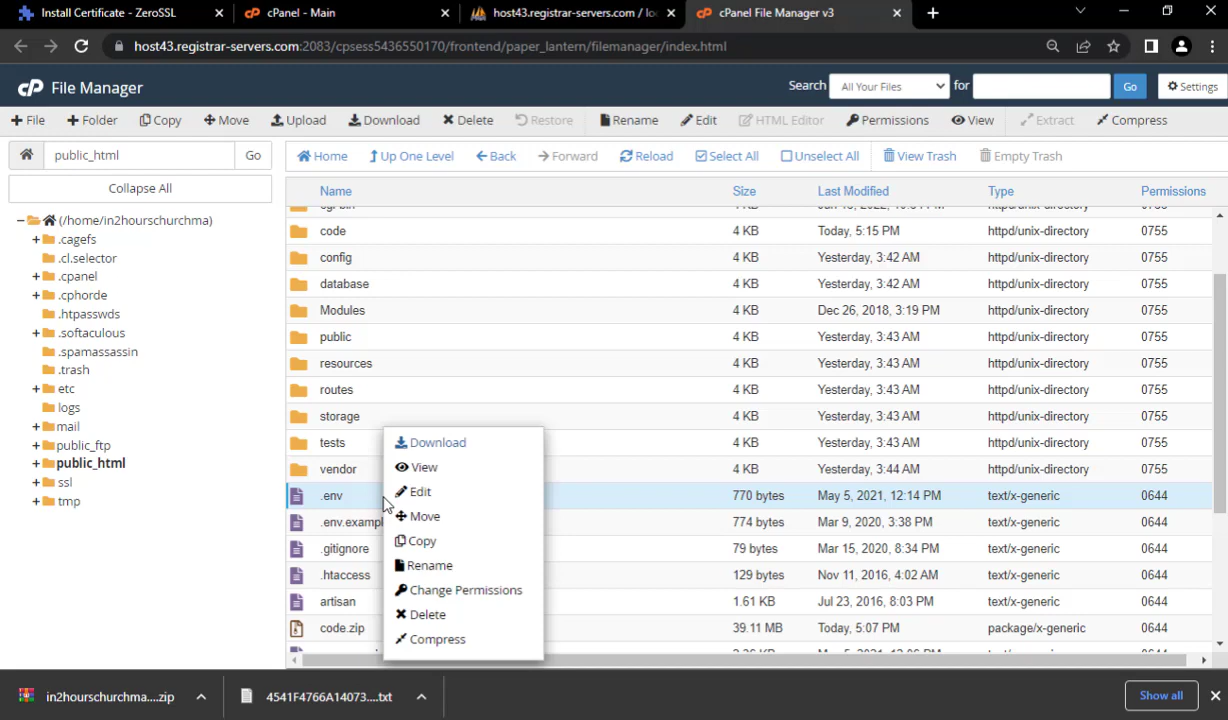 Install Certificate - ZeroSSL
cPanel - Main
host43.registrar-servers.com / lo
cPanel File Manager v3
host43.registrar-servers.com:2083/cpsess5436550170/frontend/paper_lantern/filemanager/index.html
cP File Manager
Search All Your Files for Go Settings
File Folder Copy Move Upload Download Delete Restore Rename Edit HTML Editor Permissions View Extract Compress
public_html Go
Home Up One Level Back Forward Reload Select All Unselect All View Trash Empty Trash
Collapse All
(/home/in2hourschurchma)
.cagefs
.cl.selector
.cpanel
.cphorde
.htpasswds
.softaculous
.spamassassin
.trash
etc
logs
mail
public_ftp
public_html
ssl
tmp
Name Size Last Modified Type Permissions
code 4 KB Today, 5:15 PM httpd/unix-directory 0755
config 4 KB Yesterday, 3:42 AM httpd/unix-directory 0755
database 4 KB Yesterday, 3:42 AM httpd/unix-directory 0755
Modules 4 KB Dec 26, 2018, 3:19 PM httpd/unix-directory 0755
public 4 KB Yesterday, 3:43 AM httpd/unix-directory 0755
resources 4 KB Yesterday, 3:43 AM httpd/unix-directory 0755
routes 4 KB Yesterday, 3:43 AM httpd/unix-directory 0755
storage 4 KB Yesterday, 3:43 AM httpd/unix-directory 0755
tests 4 KB Yesterday, 3:43 AM httpd/unix-directory 0755
vendor 4 KB Yesterday, 3:44 AM httpd/unix-directory 0755
.env 770 bytes May 5, 2021, 12:14 PM text/x-generic 0644
.env.examp 774 bytes Mar 9, 2020, 3:38 PM text/x-generic 0644
.gitignore 79 bytes Mar 15, 2020, 8:34 PM text/x-generic 0644
.htaccess 129 bytes Nov 11, 2016, 4:02 AM text/x-generic 0644
artisan 1.61 KB Jul 23, 2016, 8:03 PM text/x-generic 0644
code.zip 39.11 MB Today, 5:07 PM package/x-generic 0644
Download
View
Edit
Move
Copy
Rename
Change Permissions
Delete
Compress
in2hourschurchma....zip
4541F4766A14073....txt
Show all